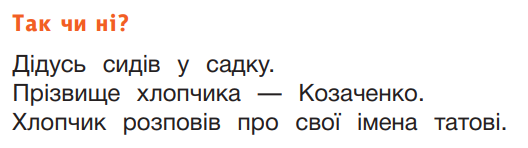 Так чи ні?
Дідусь сидів у садку.
Прізвище хлопчика — Козаченко.
Хлопчик розповів про свої імена татові.